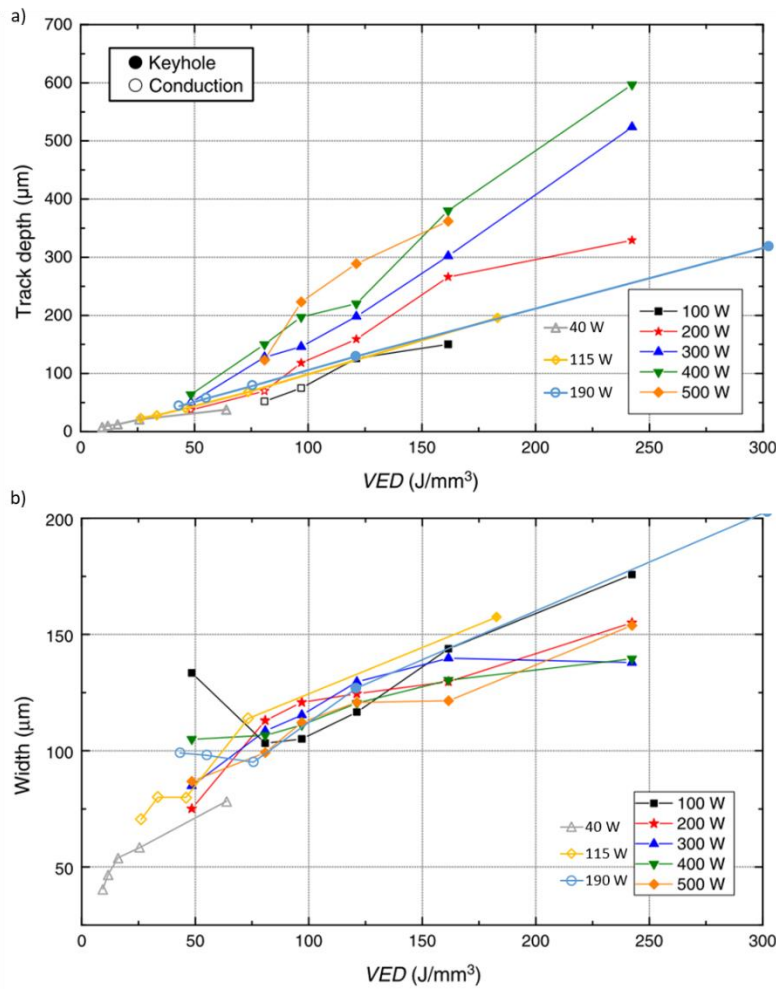 a)
700
600
500
400
300
200
100
0
Track depth (µm)
Keyhole
Conduction
40 W
115 W
190 W
100 W
200 W
300 W
400 W
500 W
0 50 100 150 200 250 300
VED (J/mm³)
b)
200
150
100
50
Width (µm)
40 W
115 W
190 W
100 W
200 W
300 W
400 W
500 W
0 50 100 150 200 250 300
VED (J/mm³)